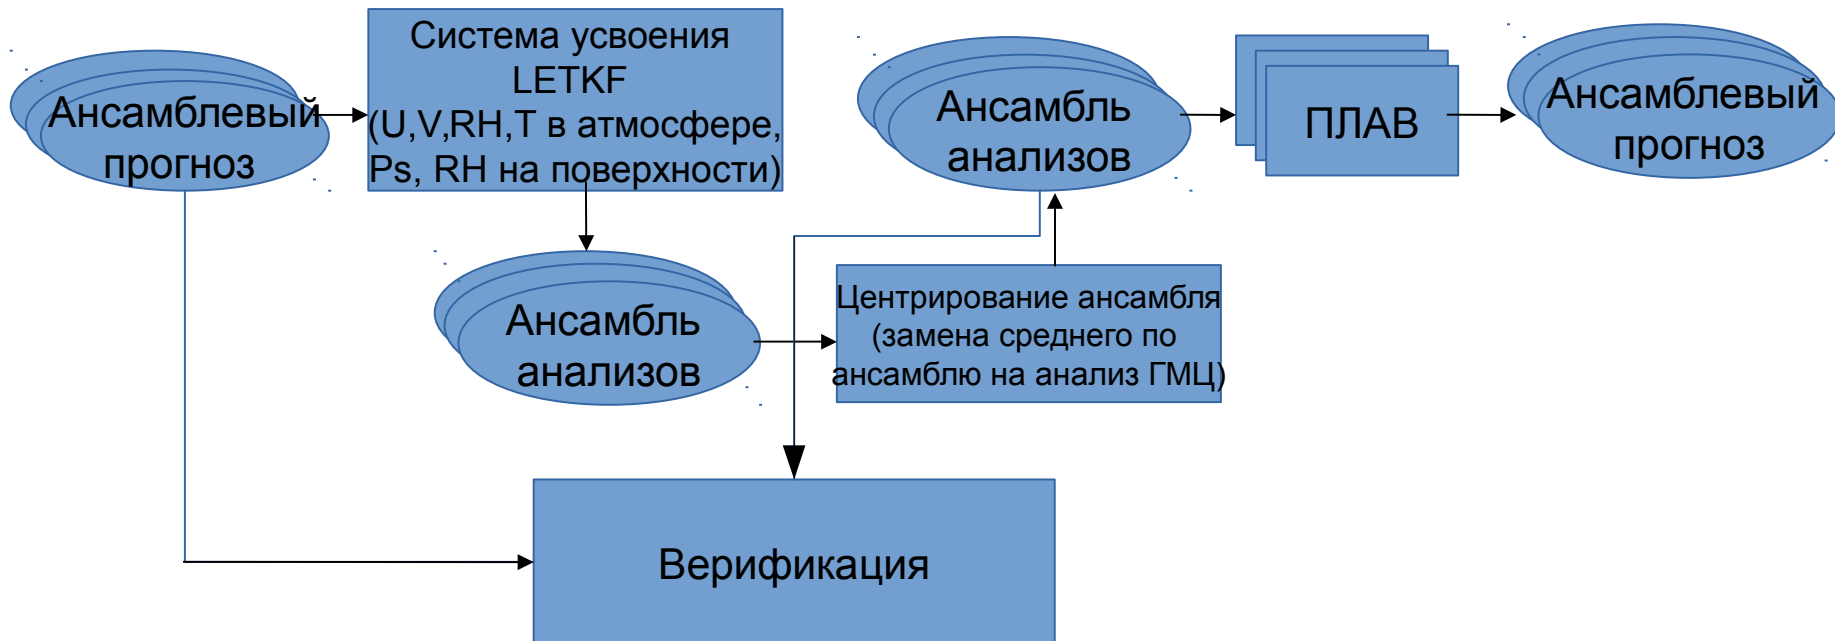 Ансамблевый
прогноз
Система усвоения
LETKF
(U,V,RH,T в атмосфере,
Ps, RH на поверхности)
Ансамбль
анализов
Центрирование ансамбля
(замена среднего по
ансамблю на анализ ГМЦ)
Ансамбль
анализов
ПЛАВ
Ансамблевый
прогноз
Верификация